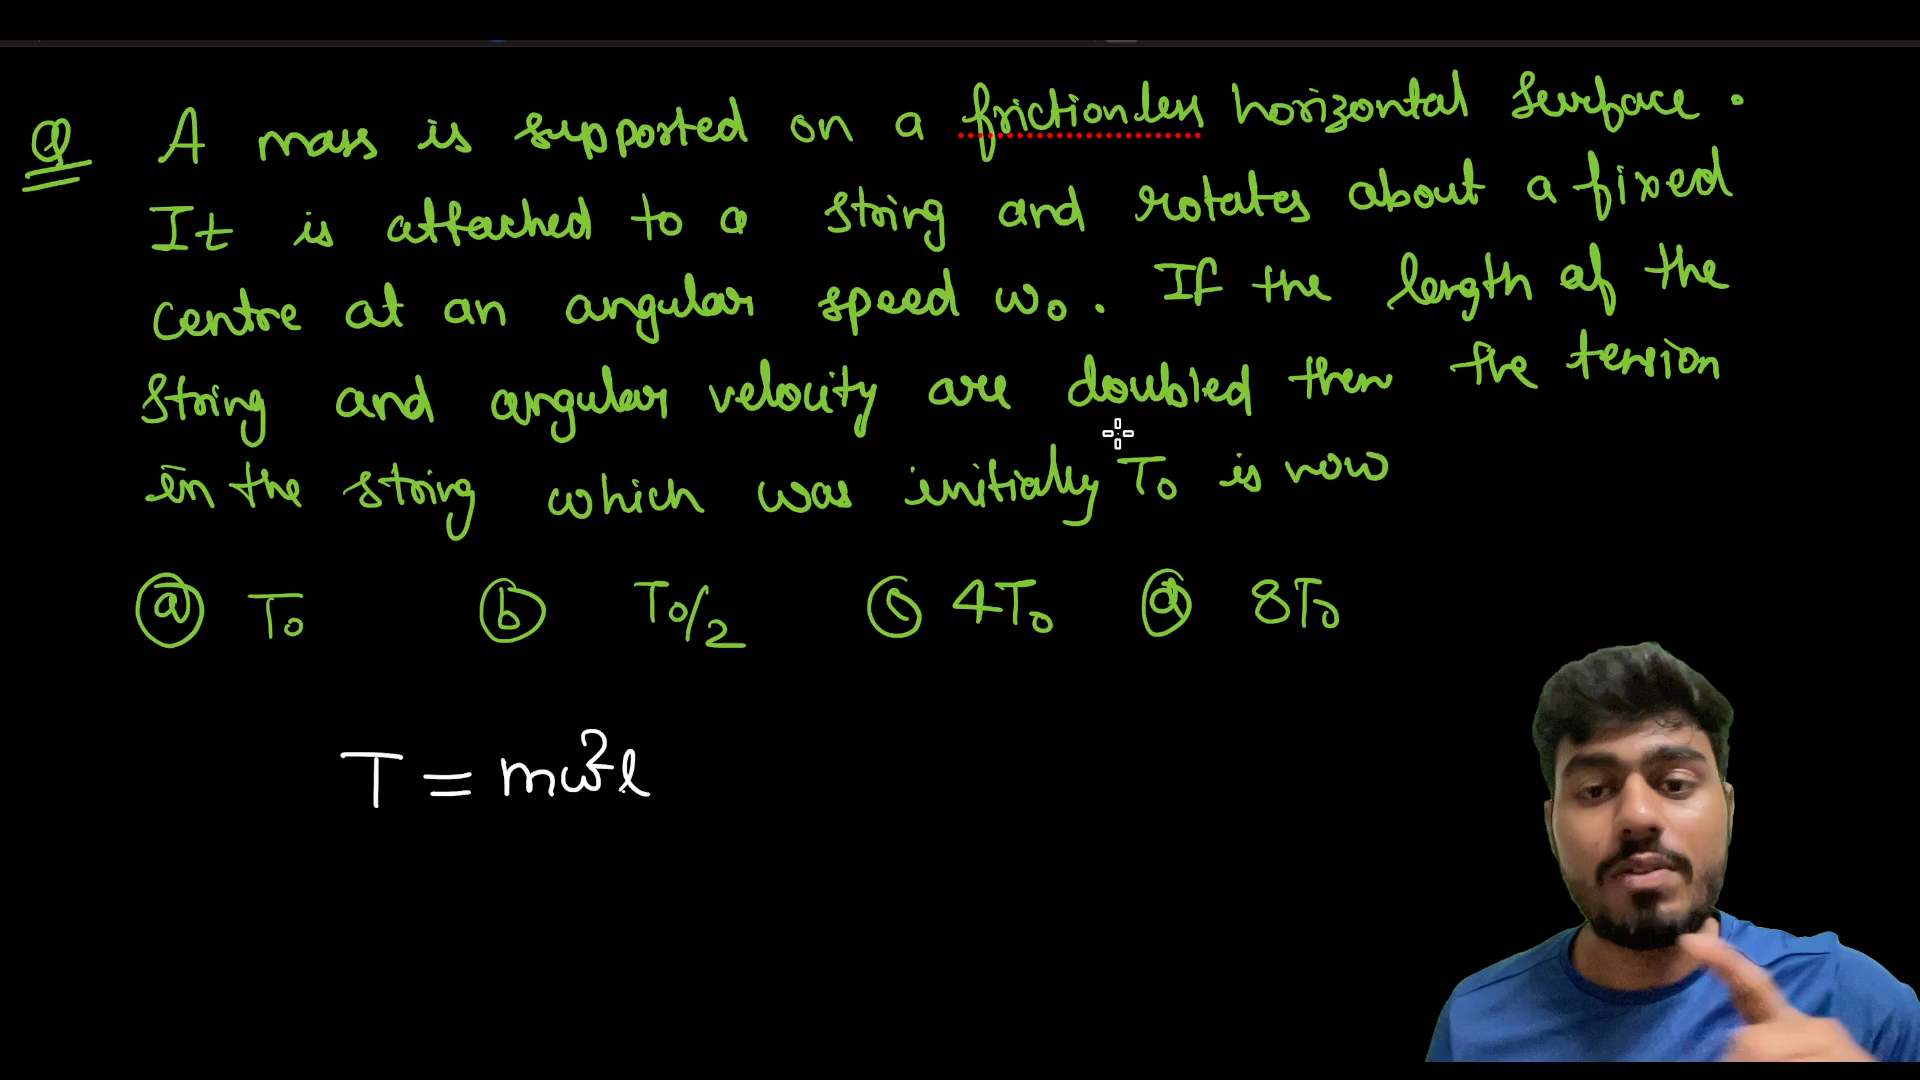 Q A mass is supported on a frictionless horizontal surface.
It is attached to a string and rotates about a fixed
centre at an angular speed ω₀. If the length of the
string and angular velocity are doubled then the tension
in the string which was initially T₀ is now
(a) T₀ (b) T₀/2 (c) 4T₀ (d) 8T₀
T = mω²l